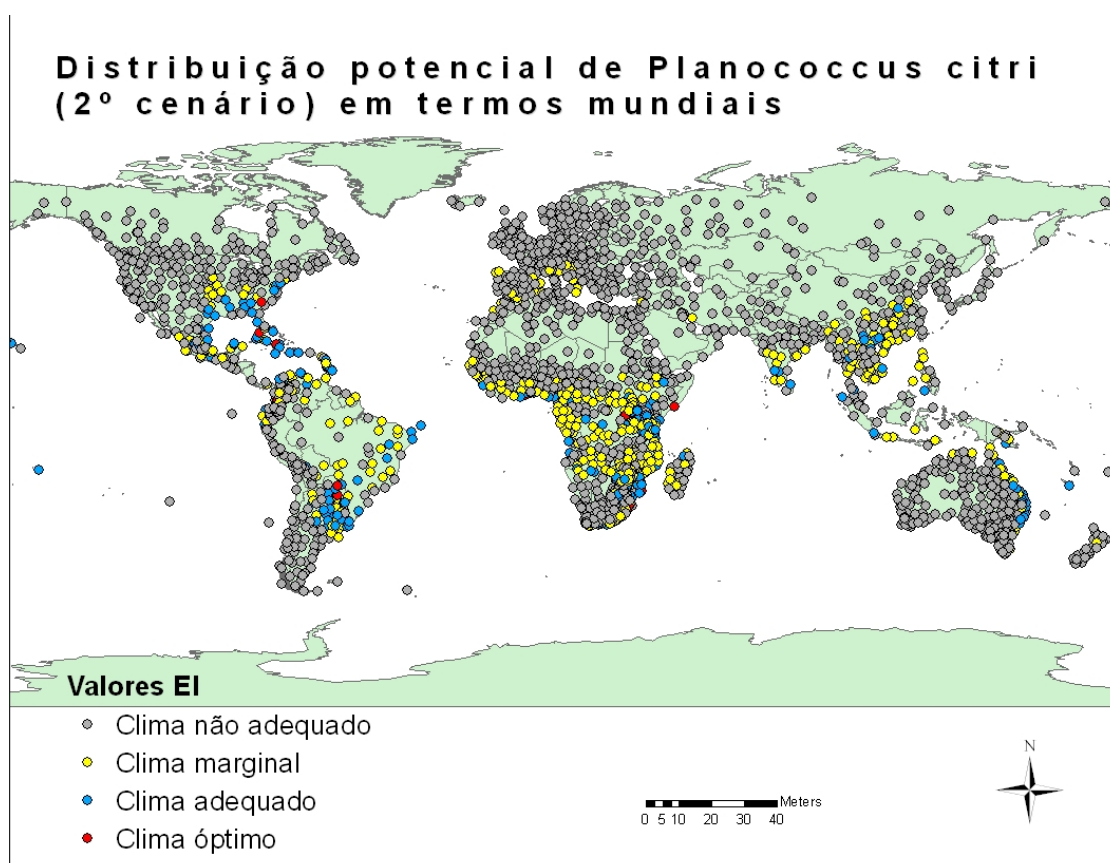 Distribuição potencial de Planococcus citri
(2º cenário) em termos mundiais
Valores EI
Clima não adequado
Clima marginal
Clima adequado
Clima óptimo
N
Meters
0 5 10 20 30 40